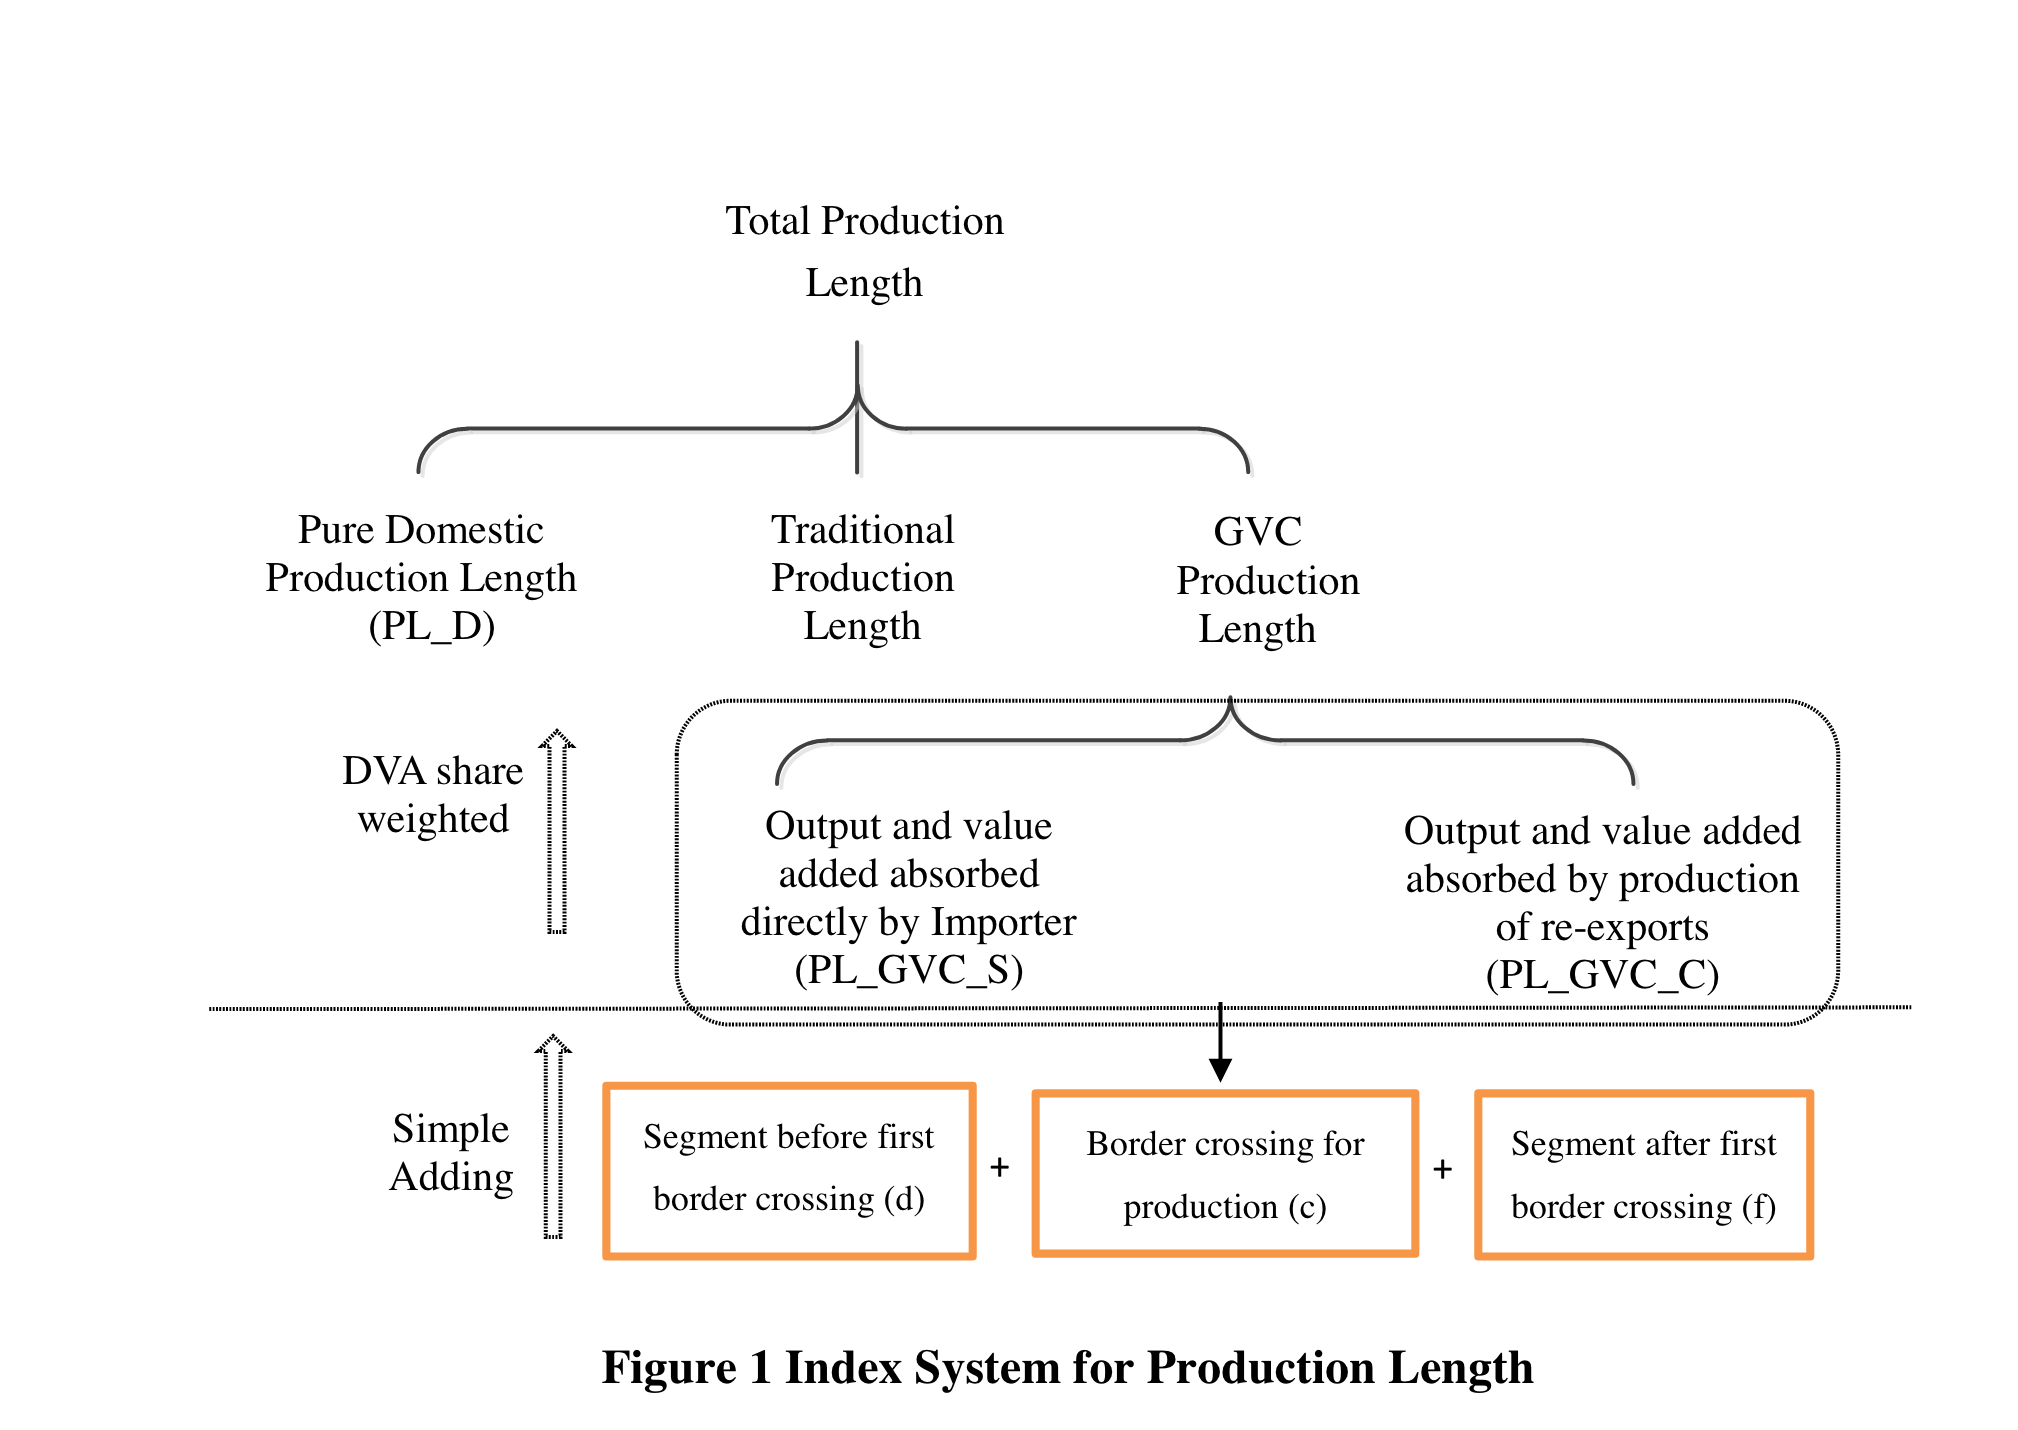 Total Production
Length
Pure Domestic
Production Length
(PL_D)
Traditional
Production
Length
GVC
Production
Length
DVA share
weighted
Output and value
added absorbed
directly by Importer
(PL_GVC_S)
Output and value added
absorbed by production
of re-exports
(PL_GVC_C)
Simple
Adding
Segment before first
border crossing (d)
+
Border crossing for
production (c)
+
Segment after first
border crossing (f)
Figure 1 Index System for Production Length